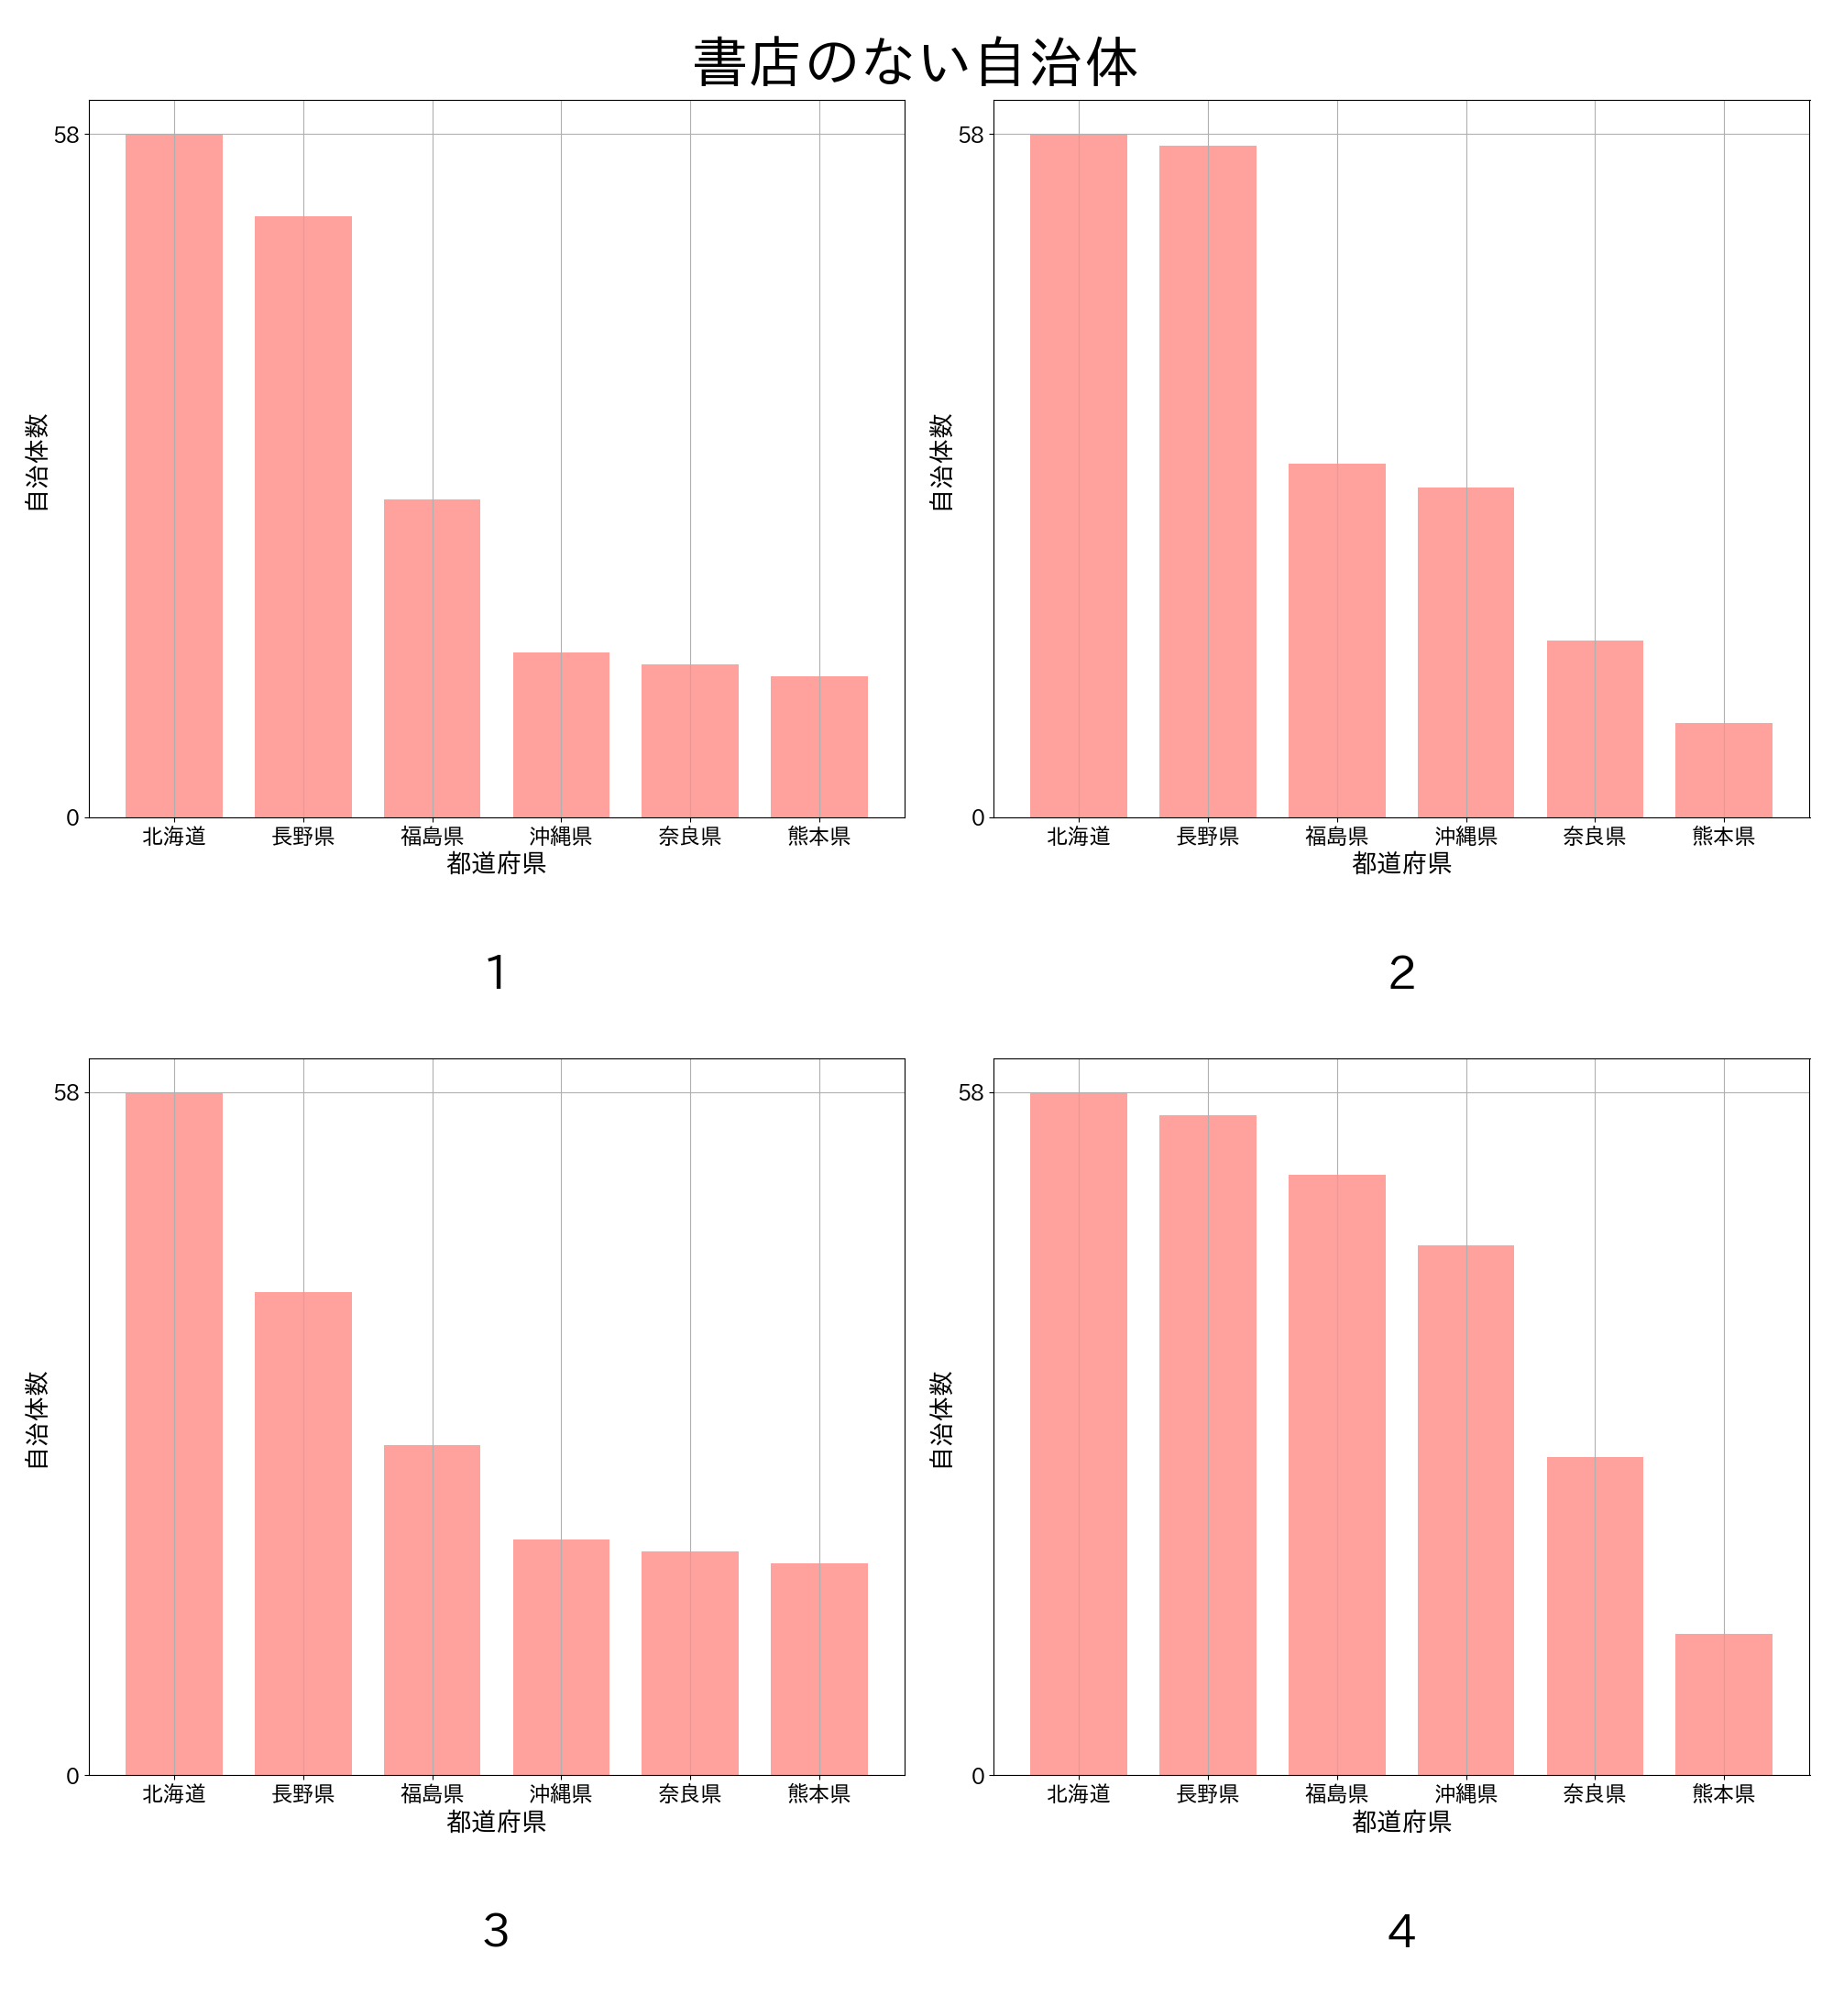 書店のない自治体
58
0
自治体数
北海道 長野県 福島県 沖縄県 奈良県 熊本県
都道府県
1
58
0
自治体数
北海道 長野県 福島県 沖縄県 奈良県 熊本県
都道府県
2
58
0
自治体数
北海道 長野県 福島県 沖縄県 奈良県 熊本県
都道府県
3
58
0
自治体数
北海道 長野県 福島県 沖縄県 奈良県 熊本県
都道府県
4